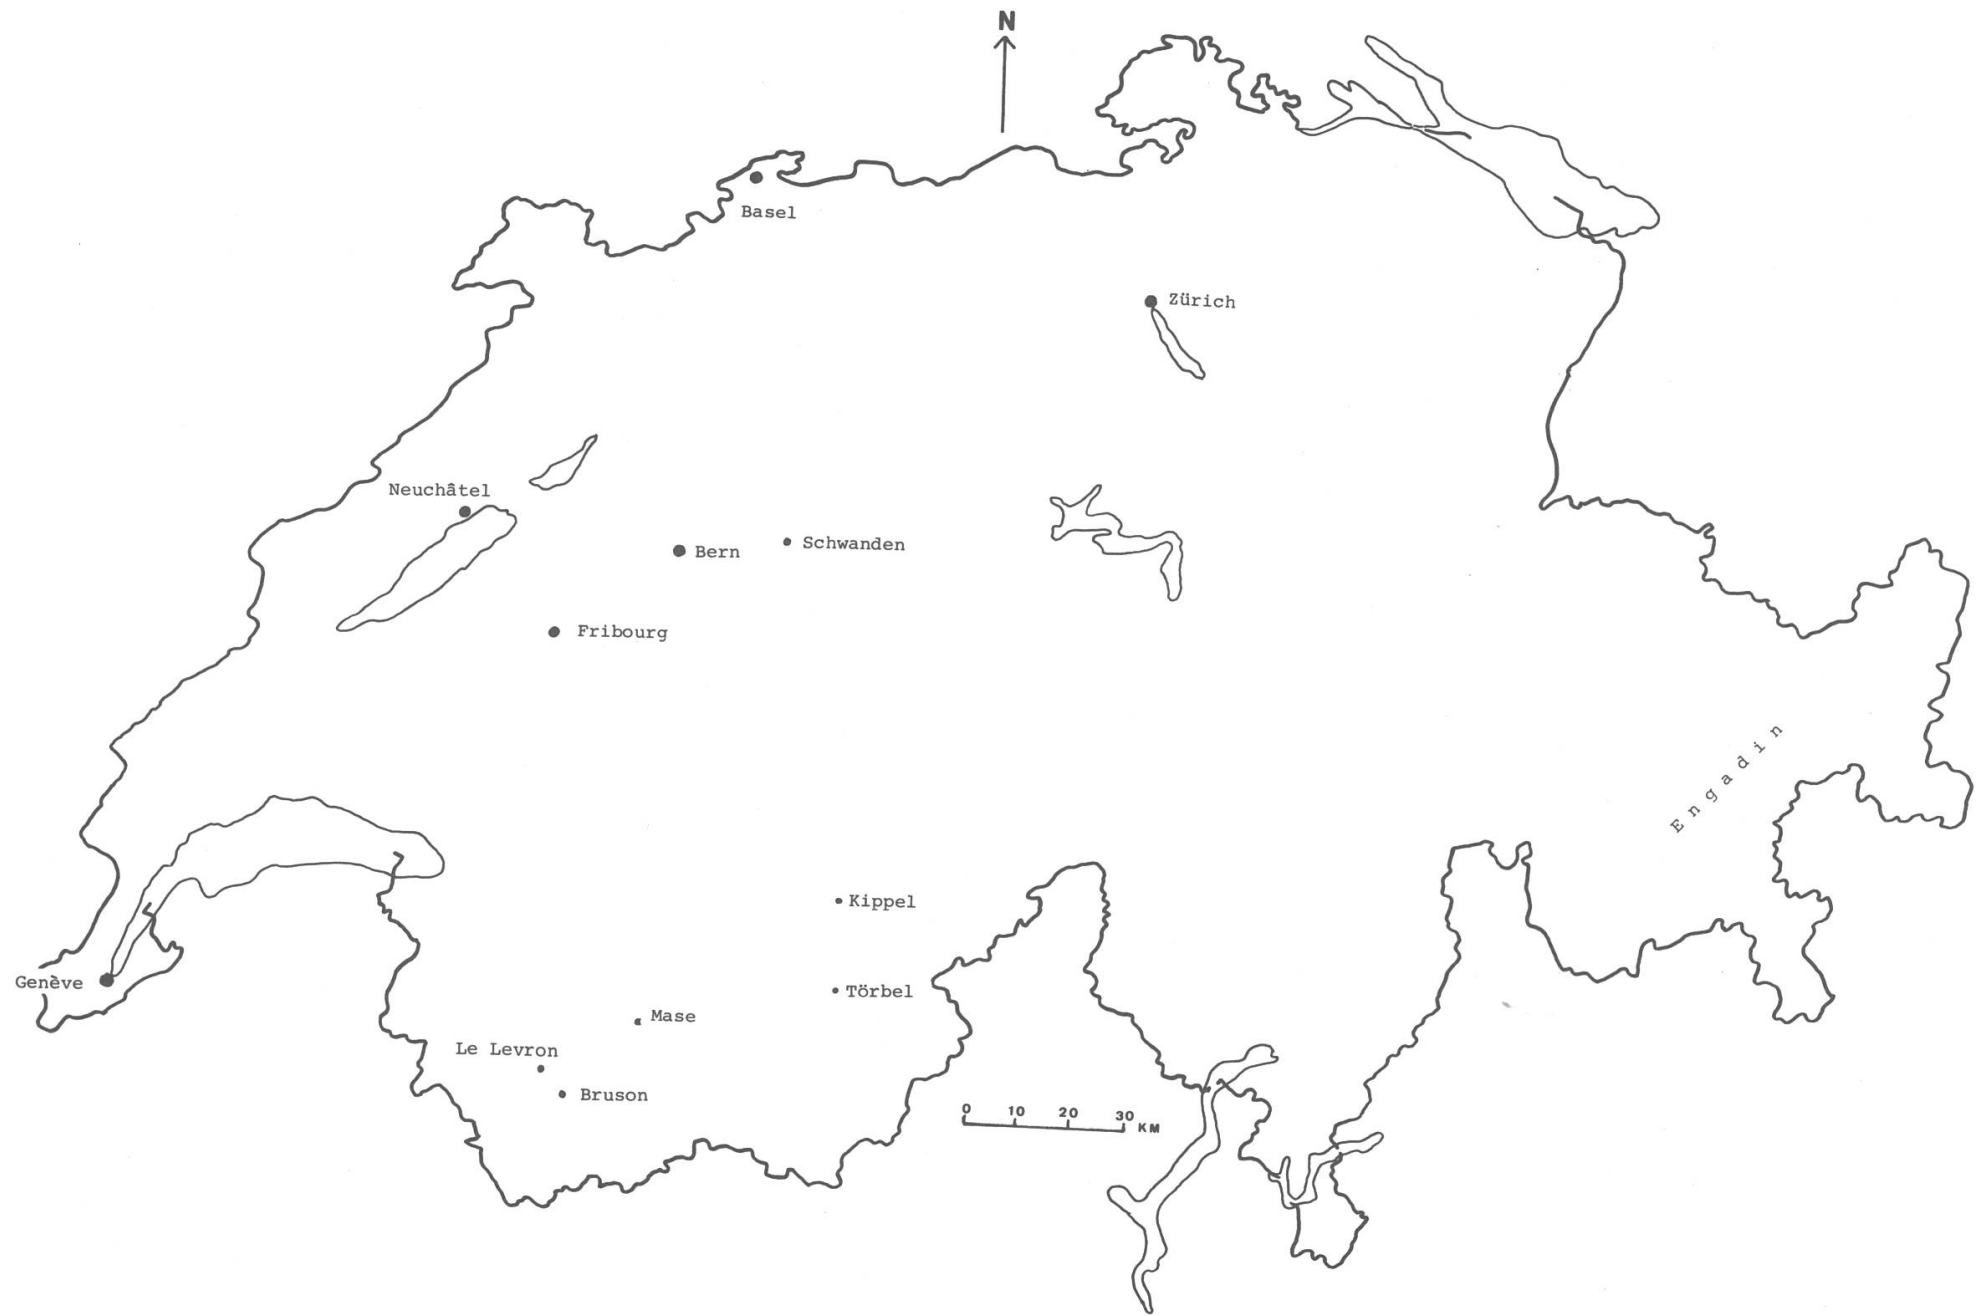 N
Basel
Zürich
Neuchâtel
Bern
Schwanden
Fribourg
Engadin
Kippel
Genève
Törbel
Mase
Le Levron
Bruson
0 10 20 30 KM